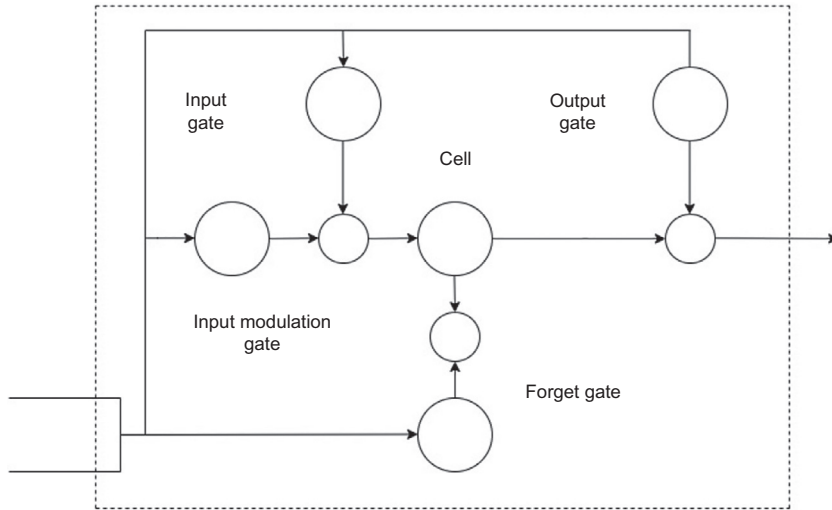 Input
gate
Output
gate
Cell
Input modulation
gate
Forget gate